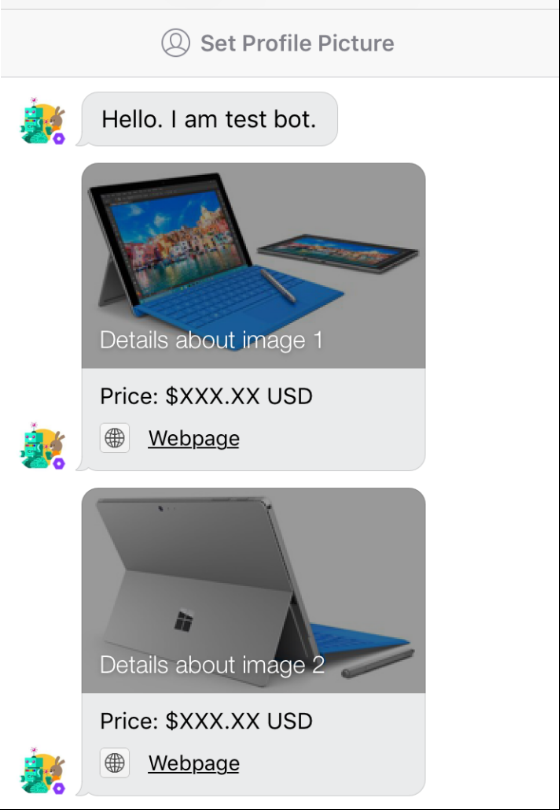 Set Profile Picture
Hello. I am test bot.
Details about image 1
Price: $XXX.XX USD
Webpage
Details about image 2
Price: $XXX.XX USD
Webpage